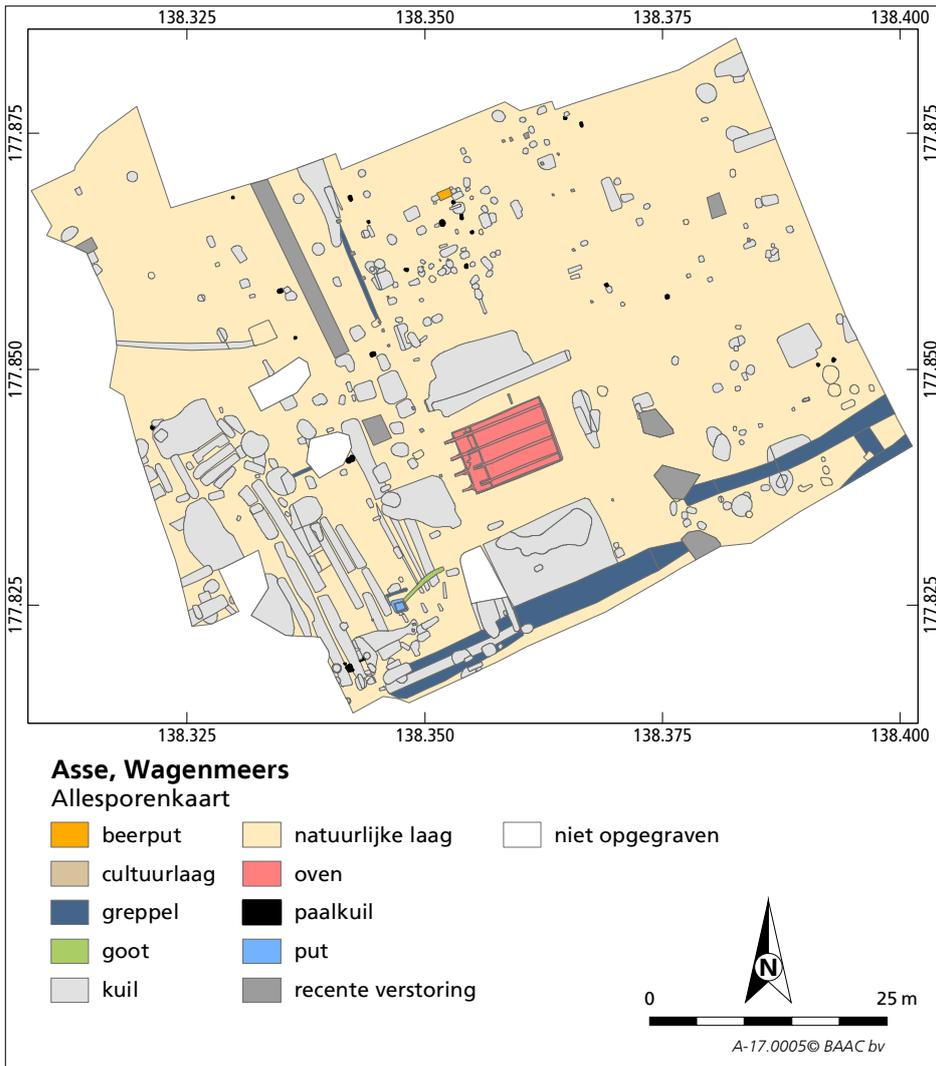 138.325 138.350 138.375 138.400
177.875 177.875
177.850 177.850
177.825 177.825
138.325 138.350 138.375 138.400
Asse, Wagenmeers
Allesporenkaart
beerput natuurlijke laag niet opgegraven
cultuurlaag oven
greppel paalkuil
goot put
kuil recente verstoring
N
0 25 m
A-17.0005© BAAC bv